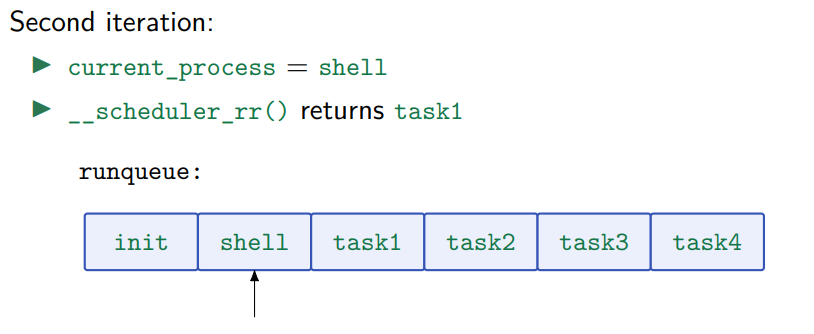 Second iteration:
▶ current_process = shell
▶ __scheduler_rr() returns task1
runqueue:
init shell task1 task2 task3 task4